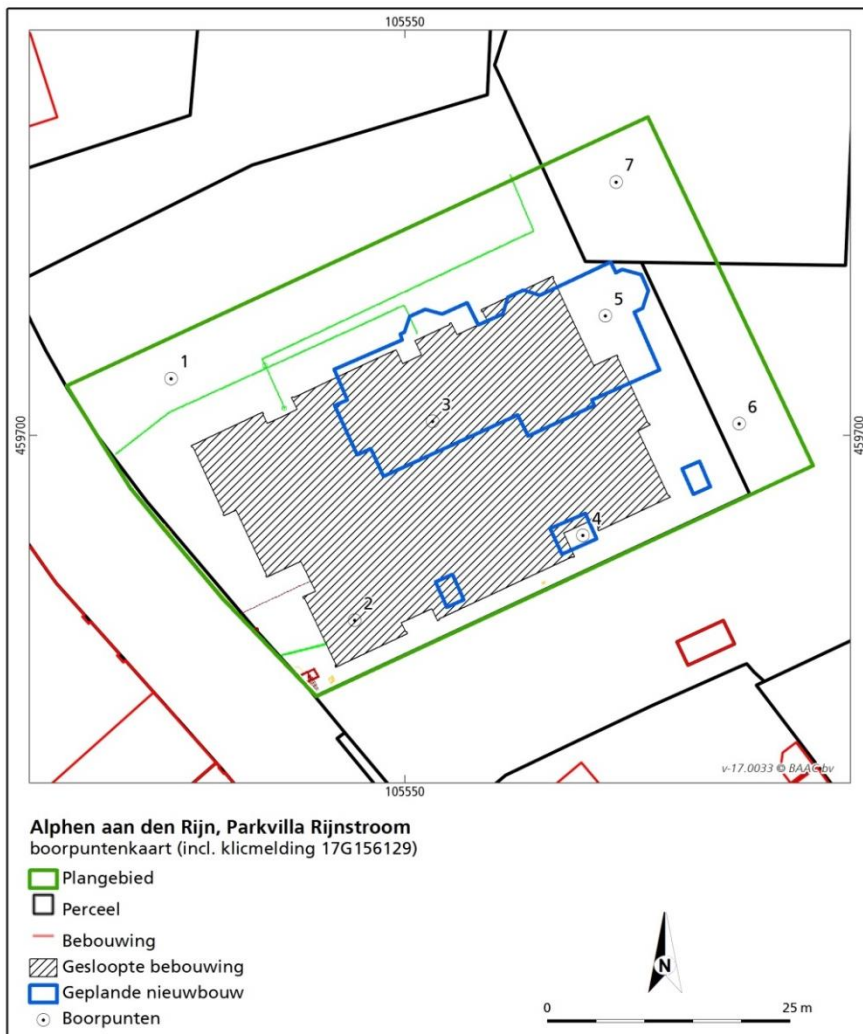 105550
7
5
1
3
6
459700
459700
4
2
v-17.0033 © BAAC bv
105550
Alphen aan den Rijn, Parkvilla Rijnstroom
boorpuntenkaart (incl. klicmelding 17G156129)
Plangebied
Perceel
Bebouwing
Gesloopte bebouwing
Geplande nieuwbouw
Boorpunten
N
0
25 m